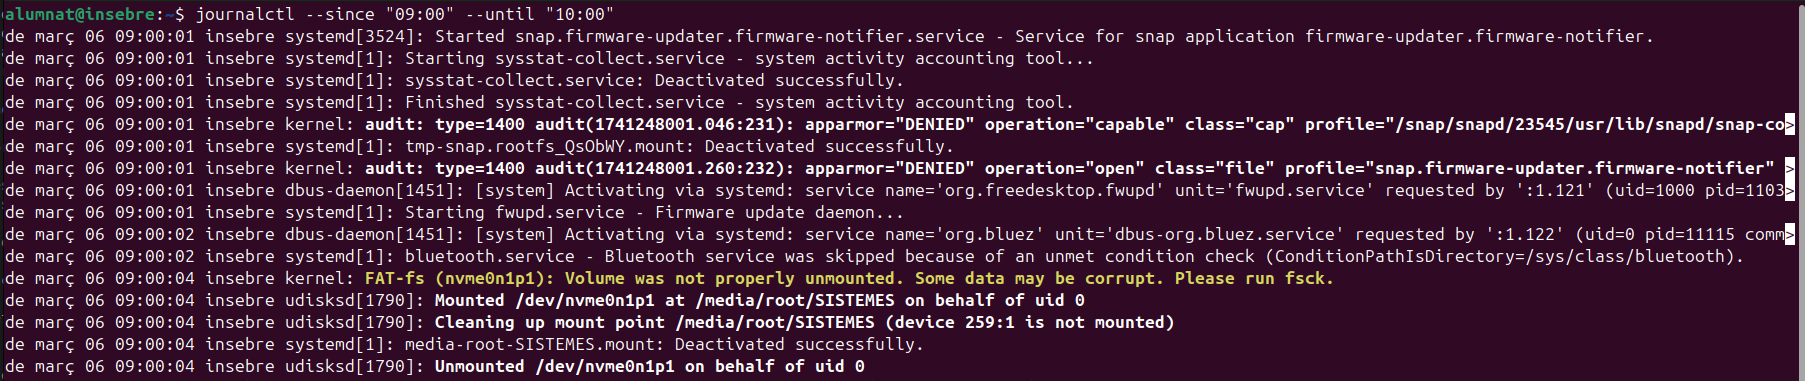 alumnat@insebre:~$ journalctl --since "09:00" --until "10:00"
de març 06 09:00:01 insebre systemd[3524]: Started snap.firmware-updater.firmware-notifier.service - Service for snap application firmware-updater.firmware-notifier.
de març 06 09:00:01 insebre systemd[1]: Starting sysstat-collect.service - system activity accounting tool...
de març 06 09:00:01 insebre systemd[1]: sysstat-collect.service: Deactivated successfully.
de març 06 09:00:01 insebre systemd[1]: Finished sysstat-collect.service - system activity accounting tool.
de març 06 09:00:01 insebre kernel: audit: type=1400 audit(1741248001.046:231): apparmor="DENIED" operation="capable" class="cap" profile="/snap/snapd/23545/usr/lib/snapd/snap-co>
de març 06 09:00:01 insebre systemd[1]: tmp-snap.rootfs_QsObWY.mount: Deactivated successfully.
de març 06 09:00:01 insebre kernel: audit: type=1400 audit(1741248001.260:232): apparmor="DENIED" operation="open" class="file" profile="snap.firmware-updater.firmware-notifier" >
de març 06 09:00:01 insebre dbus-daemon[1451]: [system] Activating via systemd: service name='org.freedesktop.fwupd' unit='fwupd.service' requested by ':1.121' (uid=1000 pid=1103>
de març 06 09:00:01 insebre systemd[1]: Starting fwupd.service - Firmware update daemon...
de març 06 09:00:02 insebre dbus-daemon[1451]: [system] Activating via systemd: service name='org.bluez' unit='dbus-org.bluez.service' requested by ':1.122' (uid=0 pid=11115 comm>
de març 06 09:00:02 insebre systemd[1]: bluetooth.service - Bluetooth service was skipped because of an unmet condition check (ConditionPathIsDirectory=/sys/class/bluetooth).
de març 06 09:00:04 insebre kernel: FAT-fs (nvme0n1p1): Volume was not properly unmounted. Some data may be corrupt. Please run fsck.
de març 06 09:00:04 insebre udisksd[1790]: Mounted /dev/nvme0n1p1 at /media/root/SISTEMES on behalf of uid 0
de març 06 09:00:04 insebre udisksd[1790]: Cleaning up mount point /media/root/SISTEMES (device 259:1 is not mounted)
de març 06 09:00:04 insebre systemd[1]: media-root-SISTEMES.mount: Deactivated successfully.
de març 06 09:00:04 insebre udisksd[1790]: Unmounted /dev/nvme0n1p1 on behalf of uid 0